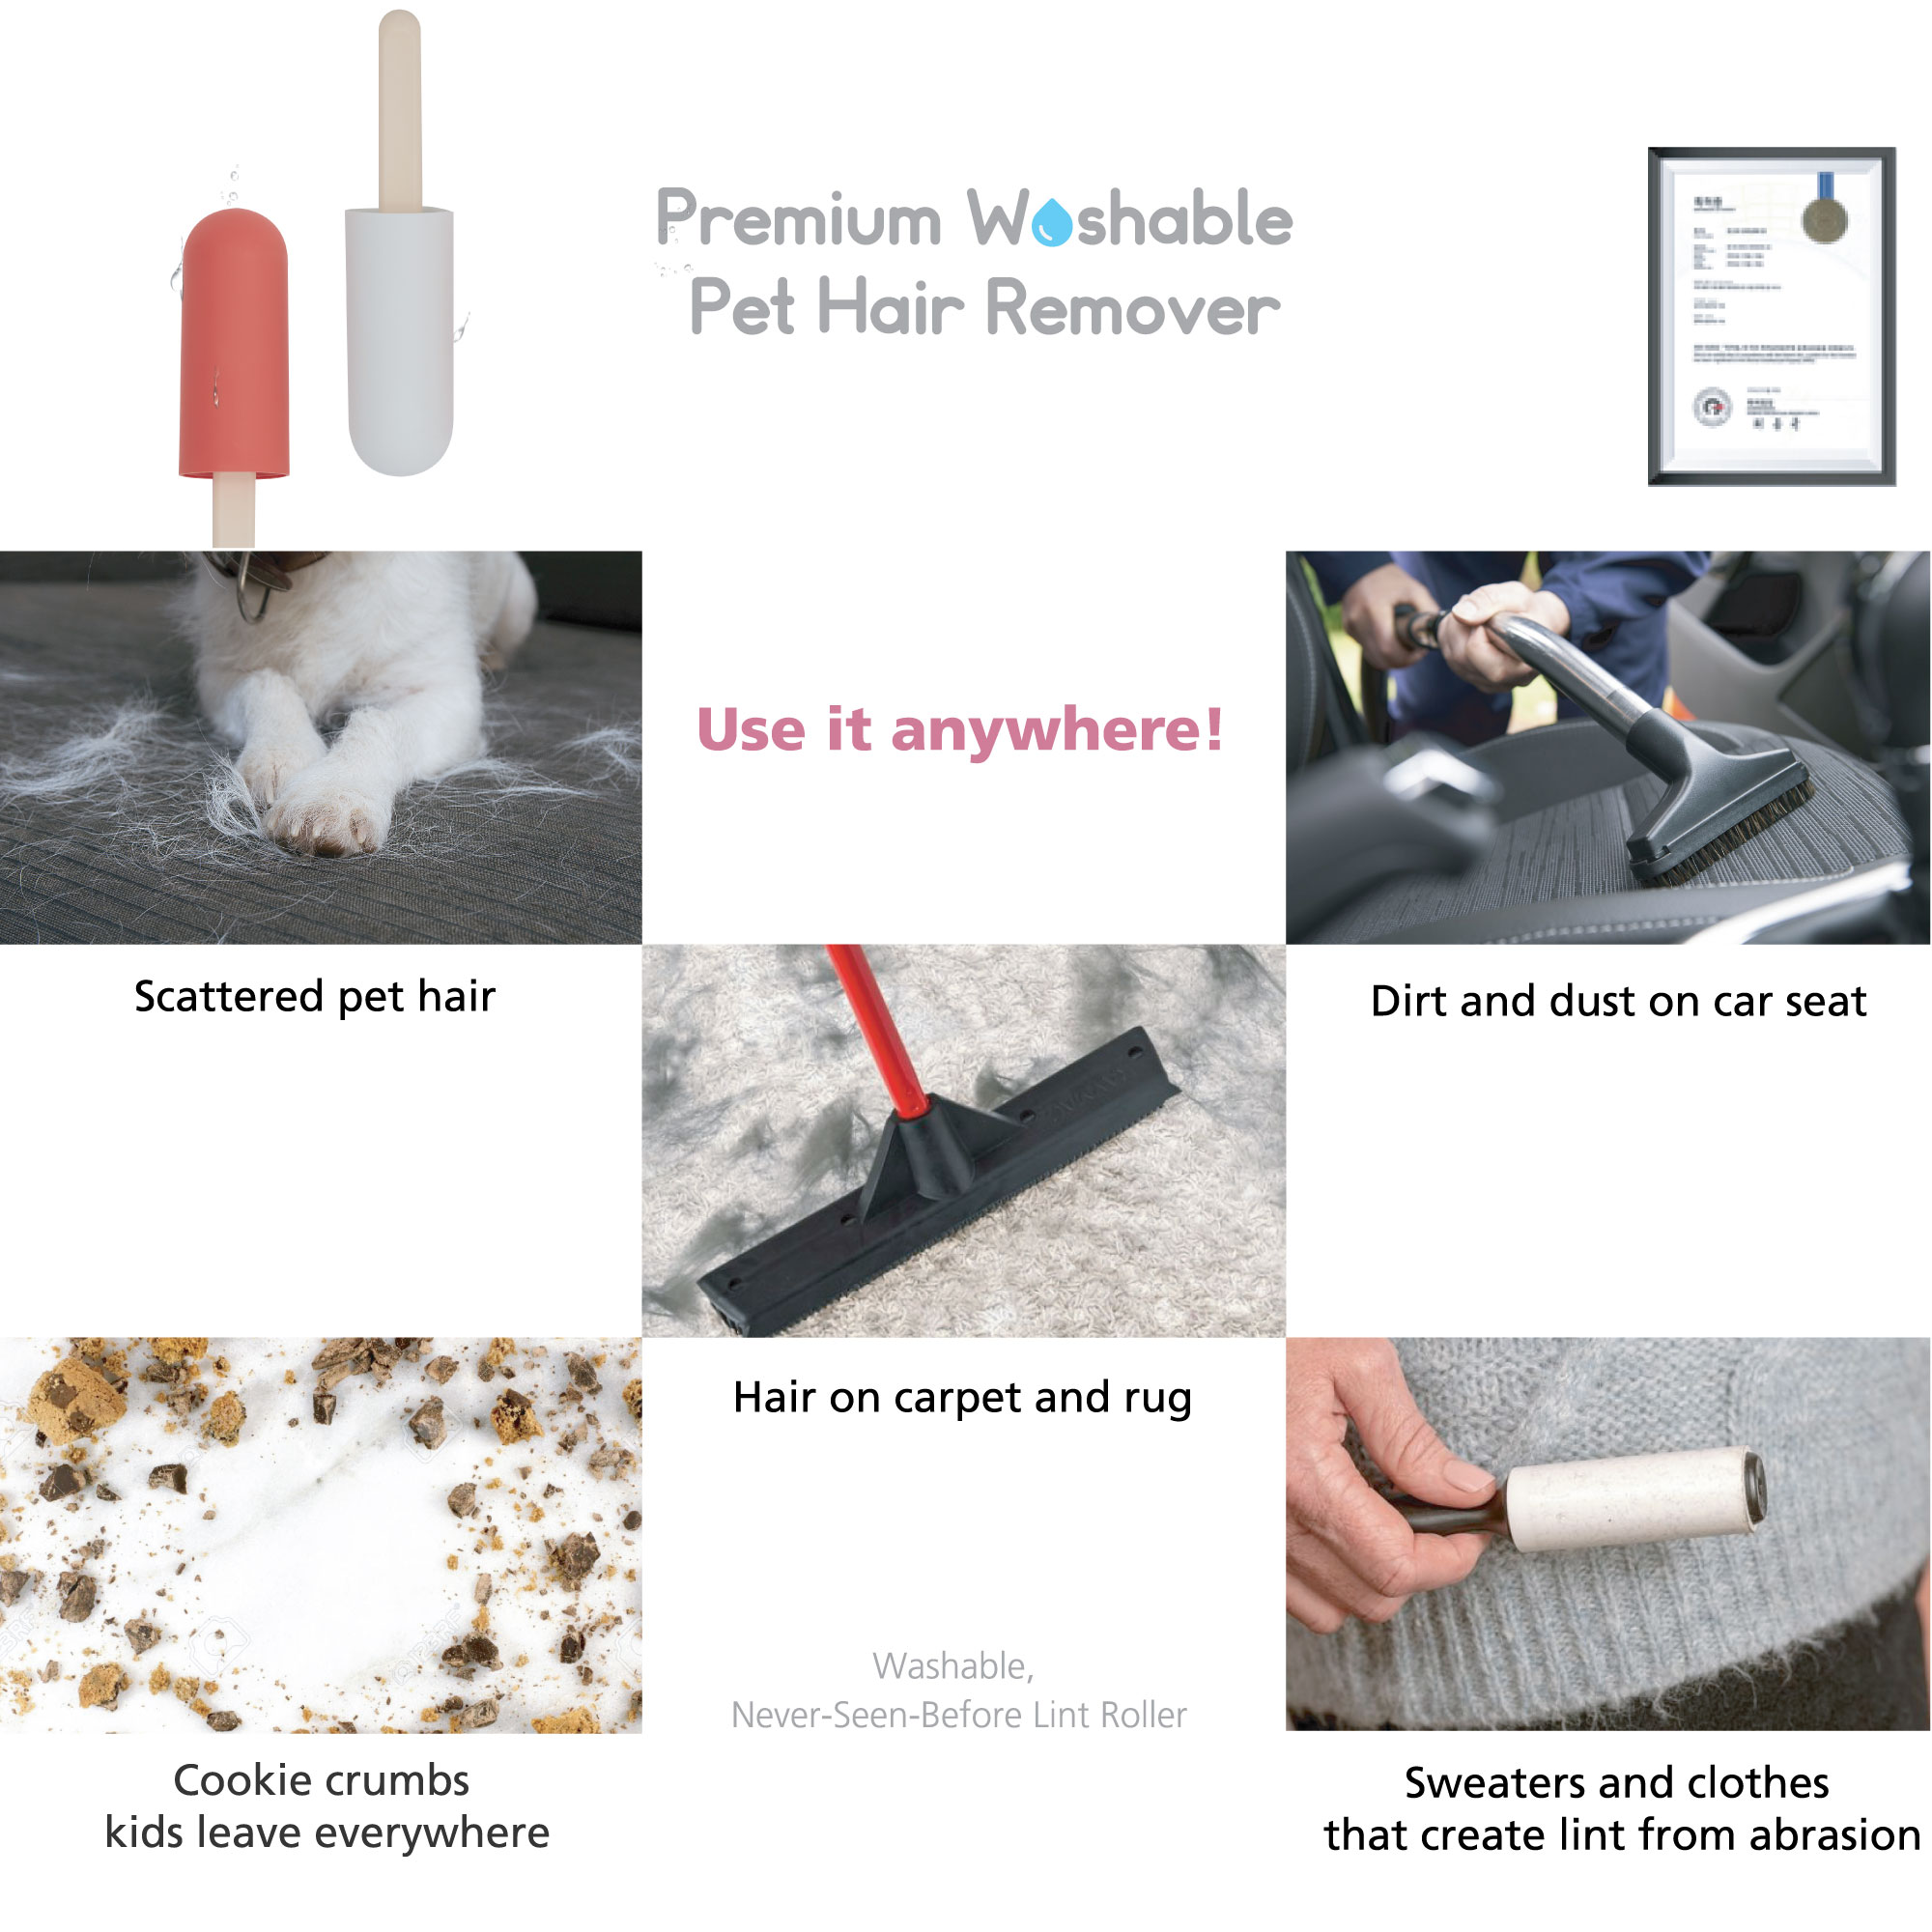 Premium Washable
Pet Hair Remover
Use it anywhere!
Scattered pet hair
Dirt and dust on car seat
Hair on carpet and rug
Washable,
Never-Seen-Before Lint Roller
Cookie crumbs
kids leave everywhere
Sweaters and clothes
that create lint from abrasion